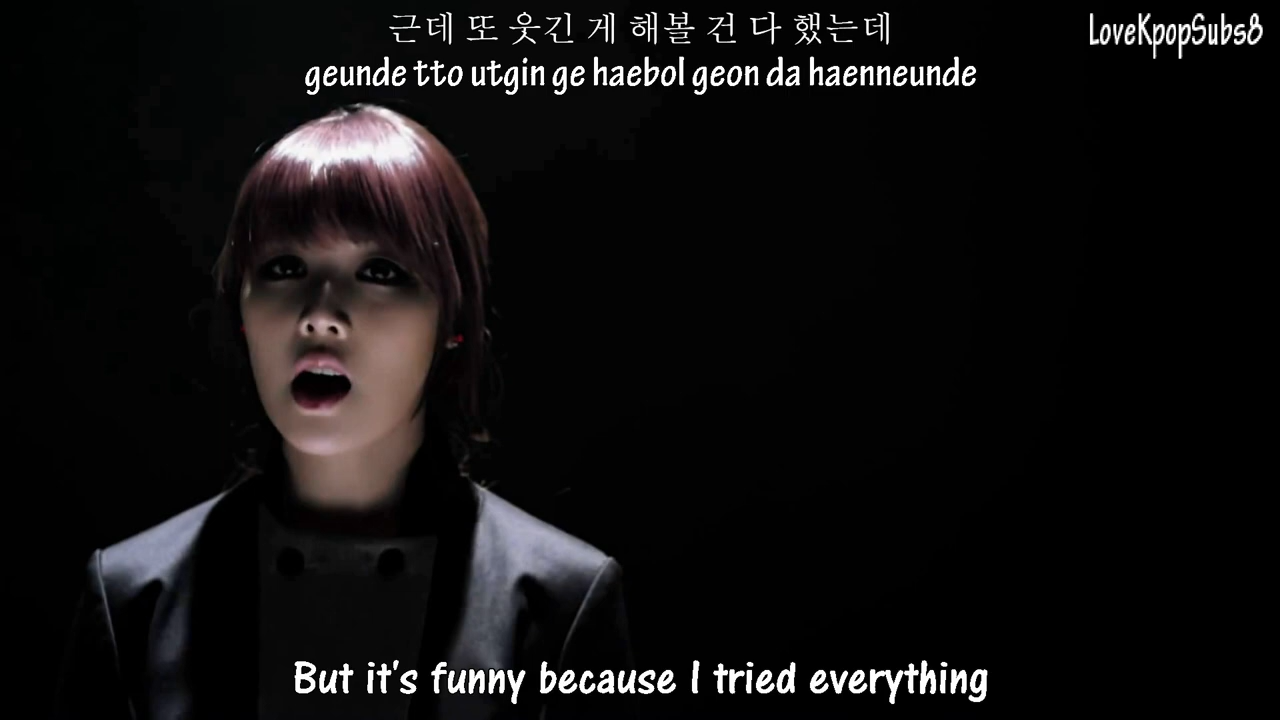 근데 또 웃긴 게 해볼 건 다 했는데
LoveKpopSubs8
geunde tto utgin ge haebol geon da haenneunde
But it's funny because I tried everything